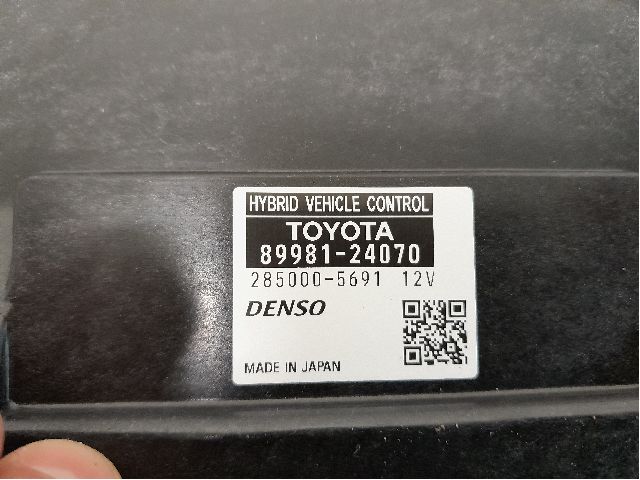 HYBRID VEHICLE CONTROL
TOYOTA
89981-24070
285000-5691 12V
DENSO
MADE IN JAPAN